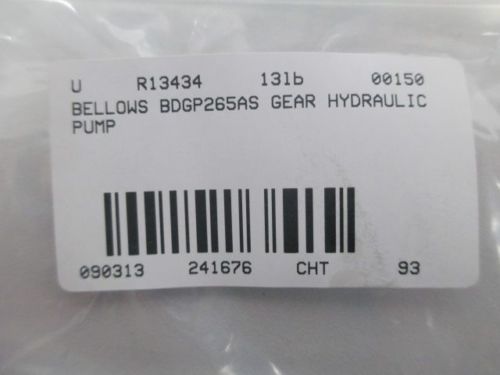 U R13434 13lb 00150
BELLOWS BDGP265AS GEAR HYDRAULIC
PUMP
090313 241676 CHT 93